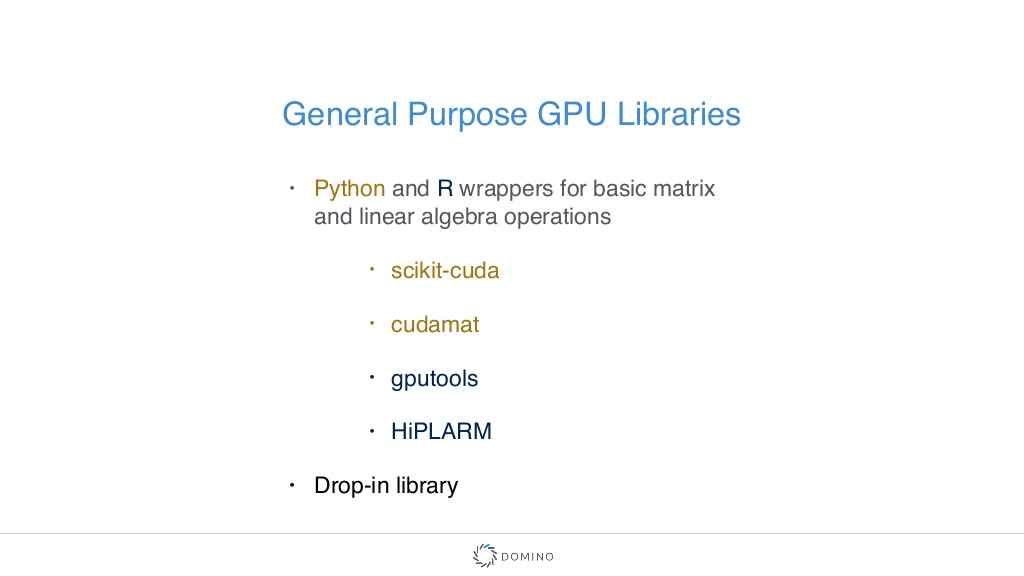 General Purpose GPU Libraries
• Python and R wrappers for basic matrix
and linear algebra operations
• scikit-cuda
• cudamat
• gputools
• HiPLARM
• Drop-in library
DOMINO